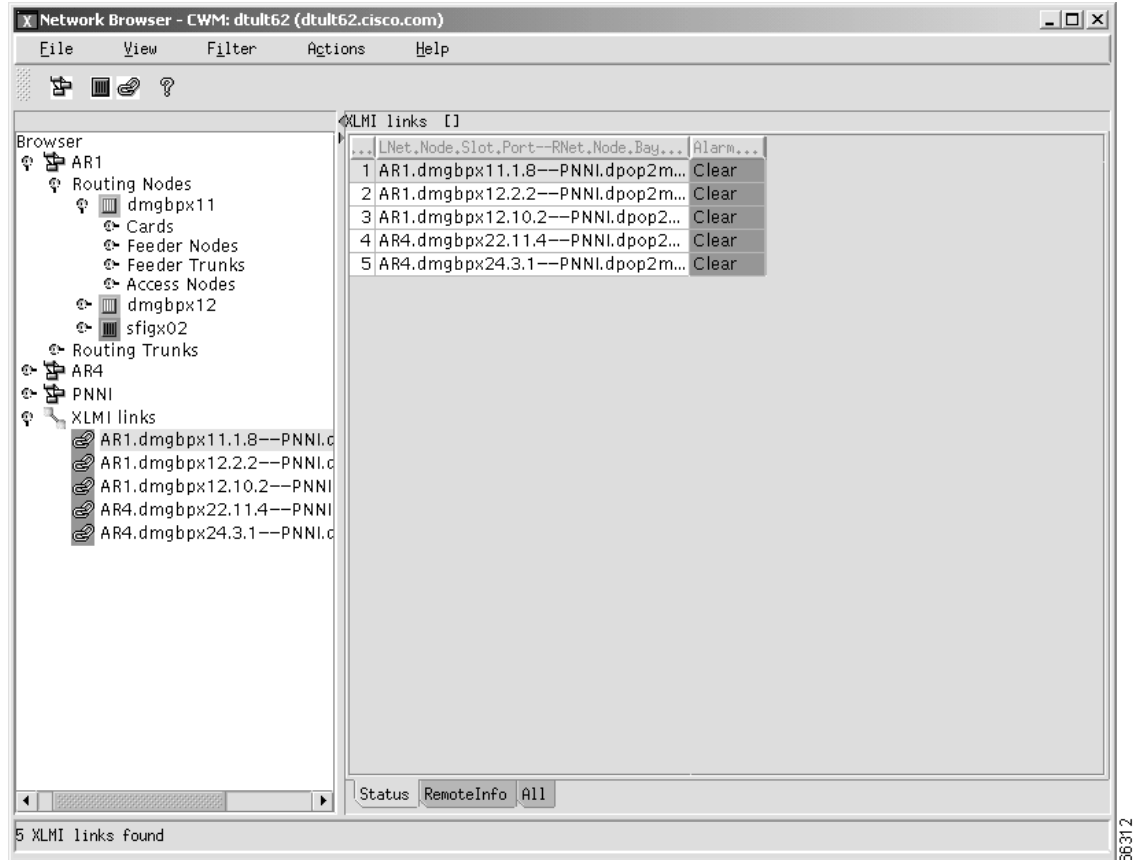 Network Browser - CWM: dtult62 (dtult62.cisco.com)
File View Filter Actions Help
XLMI links []
Browser
AR1
Routing Nodes
dmgbpx11
Cards
Feeder Nodes
Feeder Trunks
Access Nodes
dmgbpx12
sfigx02
Routing Trunks
AR4
PNNI
XLMI links
AR1.dmgbpx11.1.8--PNNI.d
AR1.dmgbpx12.2.2--PNNI.d
AR1.dmgbpx12.10.2--PNNI
AR4.dmgbpx22.11.4--PNNI
AR4.dmgbpx24.3.1--PNNI.d
... LNet.Node.Slot.Port--RNet.Node.Bay... Alarm...
1 AR1.dmgbpx11.1.8--PNNI.dpop2m... Clear
2 AR1.dmgbpx12.2.2--PNNI.dpop2m... Clear
3 AR1.dmgbpx12.10.2--PNNI.dpop2... Clear
4 AR4.dmgbpx22.11.4--PNNI.dpop2... Clear
5 AR4.dmgbpx24.3.1--PNNI.dpop2m... Clear
Status RemoteInfo All
5 XLMI links found
66312